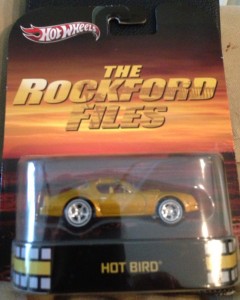 Hot Wheels
THE
ROCKFORD
FILES
HOT BIRD